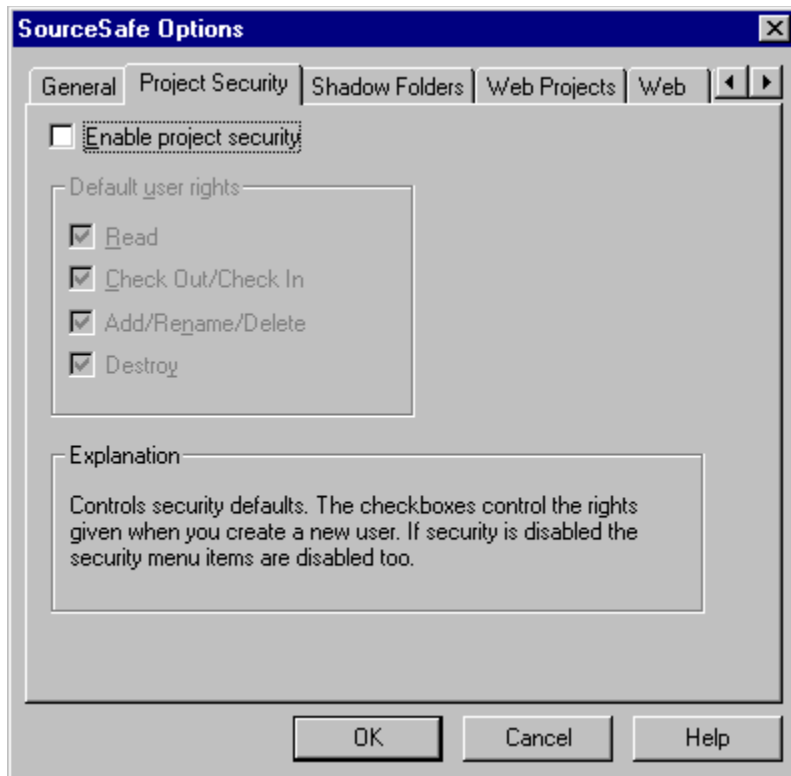 SourceSafe Options
General Project Security Shadow Folders Web Projects Web
Enable project security
Default user rights
Read
Check Out/Check In
Add/Rename/Delete
Destroy
Explanation
Controls security defaults. The checkboxes control the rights
given when you create a new user. If security is disabled the
security menu items are disabled too.
OK Cancel Help